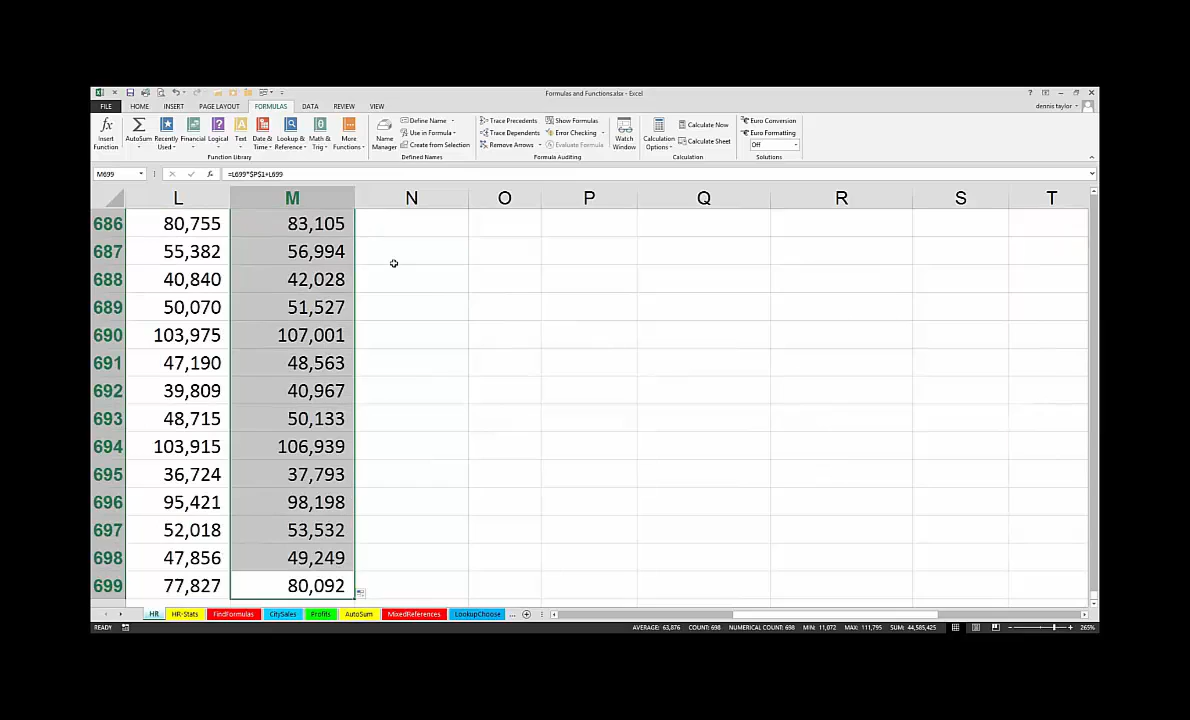 Formulas and Functions.xlsx - Excel
FILE HOME INSERT PAGE LAYOUT FORMULAS DATA REVIEW VIEW dennis taylor
fx Insert Function
AutoSum
Recently Used
Financial
Logical
Text
Date & Time
Lookup & Reference
Math & Trig
More Functions
Function Library
Name Manager
Define Name
Use in Formula
Create from Selection
Defined Names
Trace Precedents
Trace Dependents
Remove Arrows
Show Formulas
Error Checking
Evaluate Formula
Watch Window
Formula Auditing
Calculation Options
Calculate Now
Calculate Sheet
Calculation
Euro Conversion
Euro Formatting
Off
Solutions
M699 fx =L699*$P$1+L699
L M N O P Q R S T
686 80,755 83,105
687 55,382 56,994
688 40,840 42,028
689 50,070 51,527
690 103,975 107,001
691 47,190 48,563
692 39,809 40,967
693 48,715 50,133
694 103,915 106,939
695 36,724 37,793
696 95,421 98,198
697 52,018 53,532
698 47,856 49,249
699 77,827 80,092
HR HR-Stats FindFormulas CitySales Profits AutoSum MixedReferences LookupChoose ...
READY AVERAGE: 63,876 COUNT: 698 NUMERICAL COUNT: 698 MIN: 11,072 MAX: 111,795 SUM: 44,585,425 265%